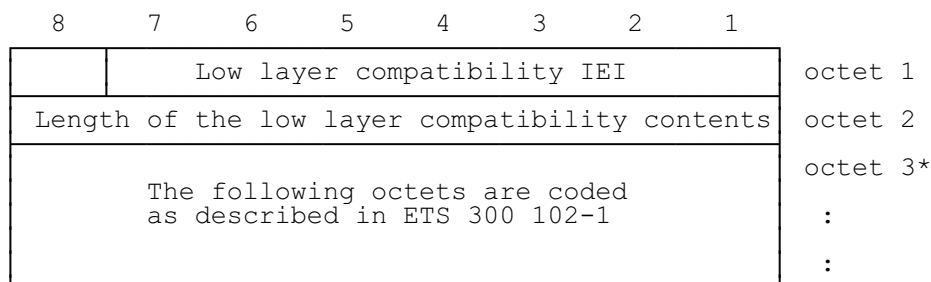 8 7 6 5 4 3 2 1
Low layer compatibility IEI octet 1
Length of the low layer compatibility contents octet 2
octet 3*
The following octets are coded
as described in ETS 300 102-1 :
: